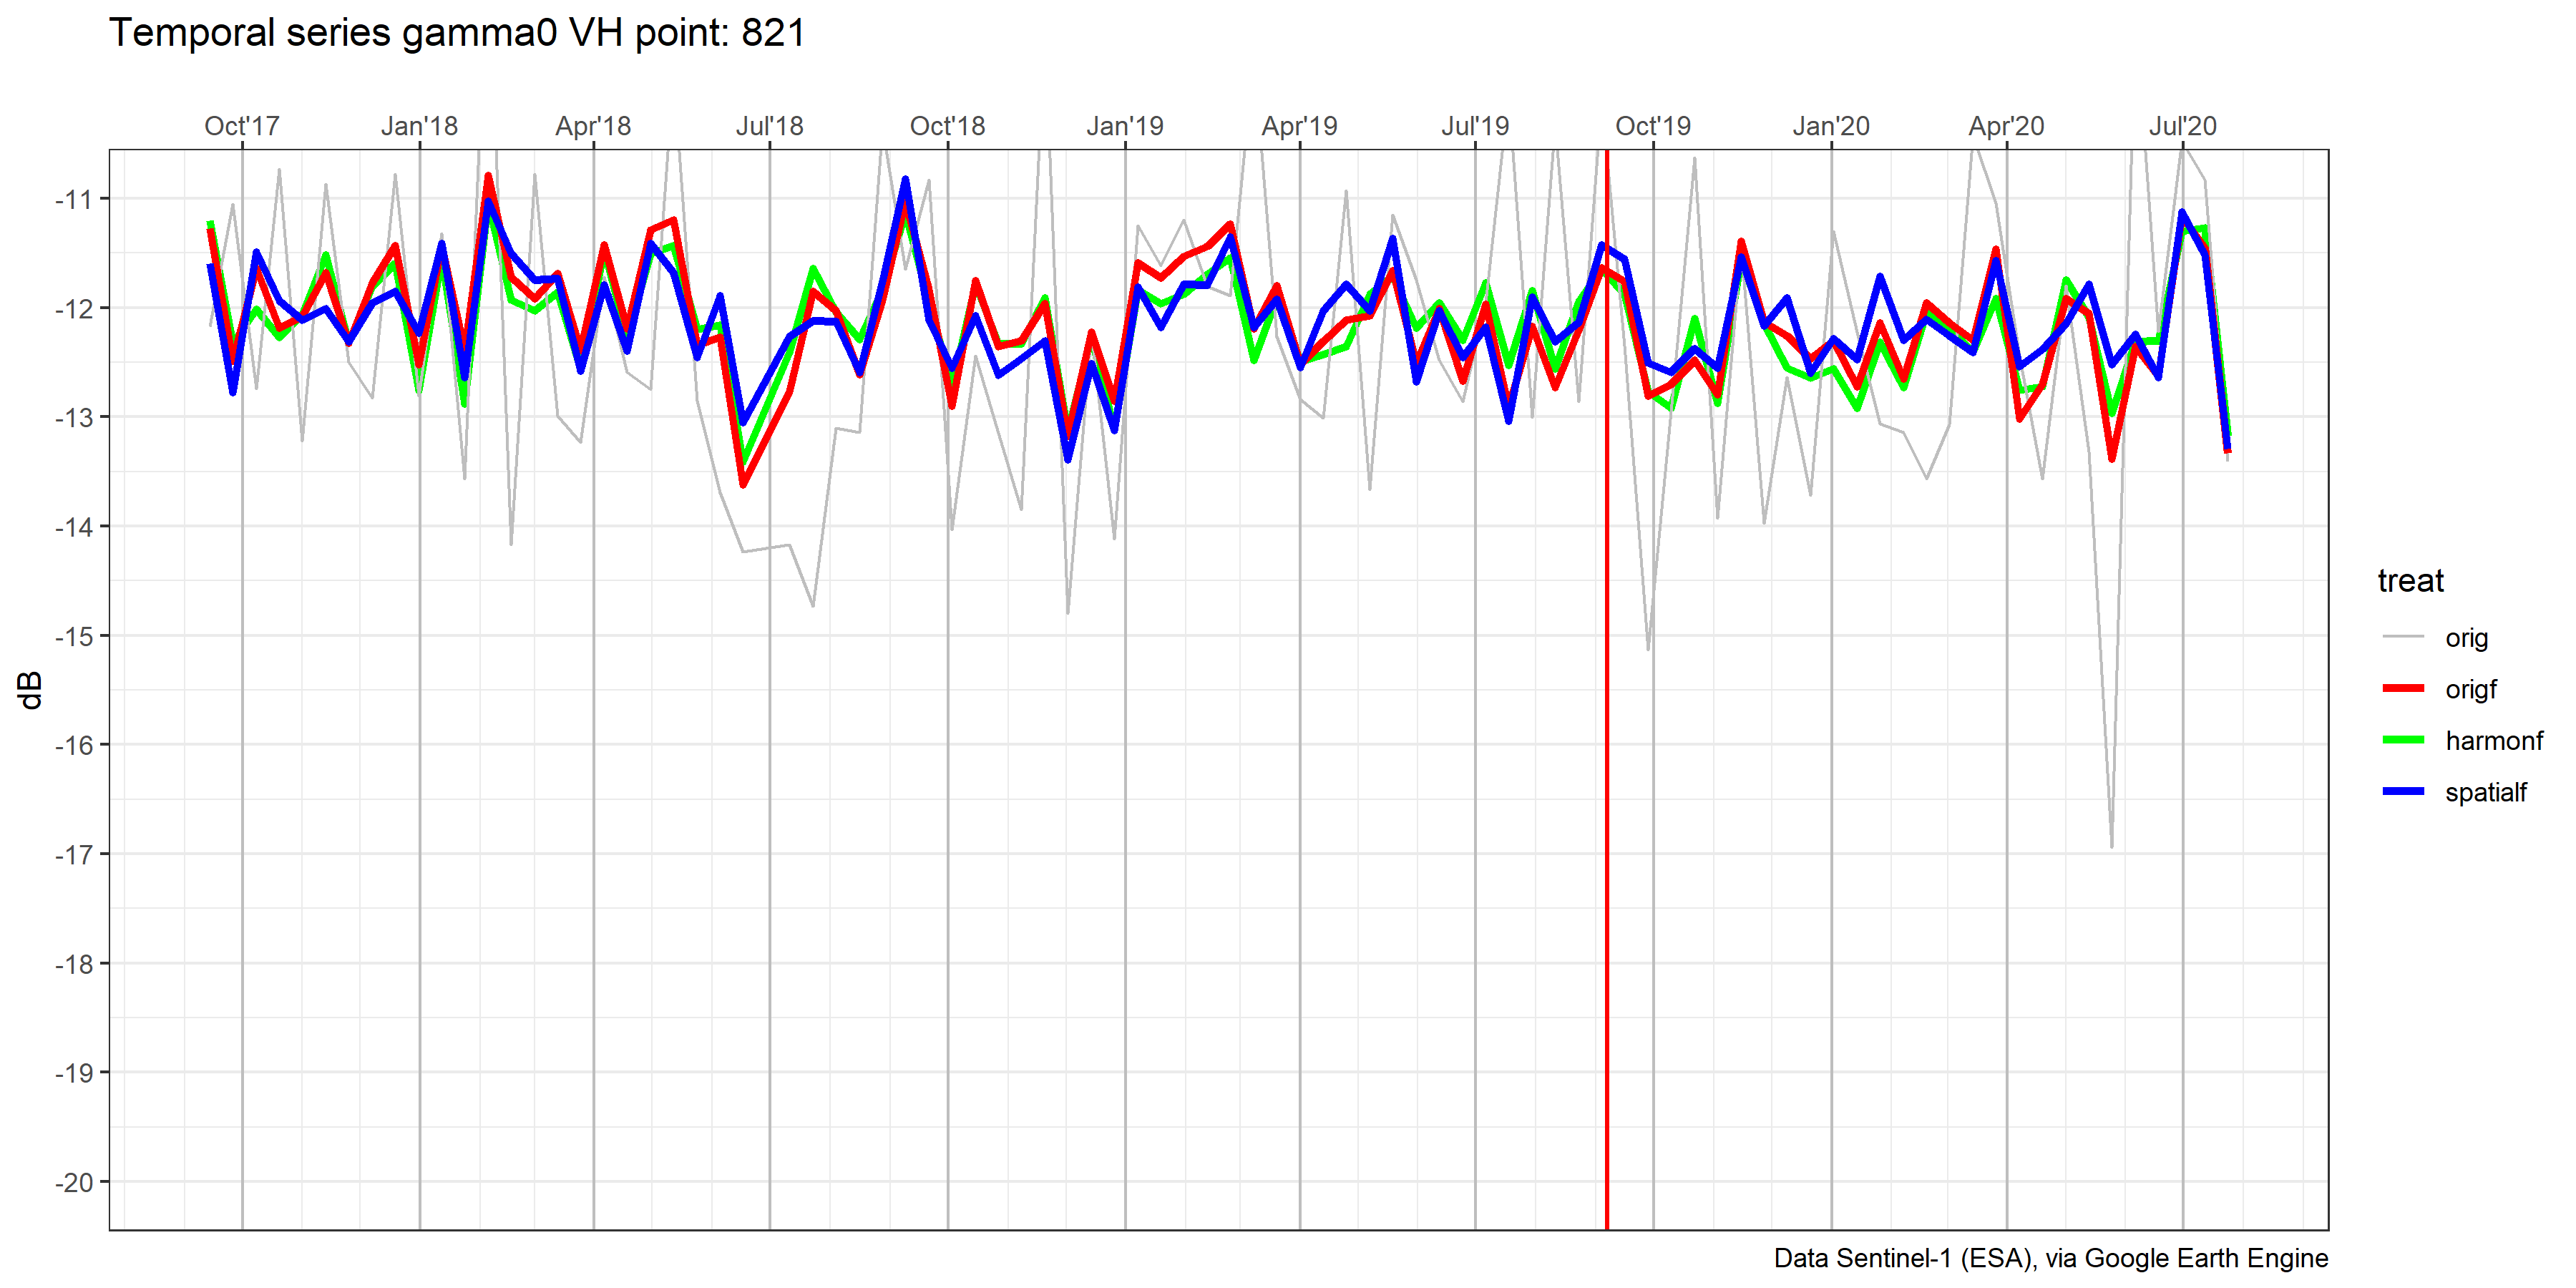 Temporal series gamma0 VH point: 821
Oct'17 Jan'18 Apr'18 Jul'18 Oct'18 Jan'19 Apr'19 Jul'19 Oct'19 Jan'20 Apr'20 Jul'20
-11
-12
-13
-14
-15
-16
-17
-18
-19
-20
dB
treat
orig
origf
harmonf
spatialf
Data Sentinel-1 (ESA), via Google Earth Engine